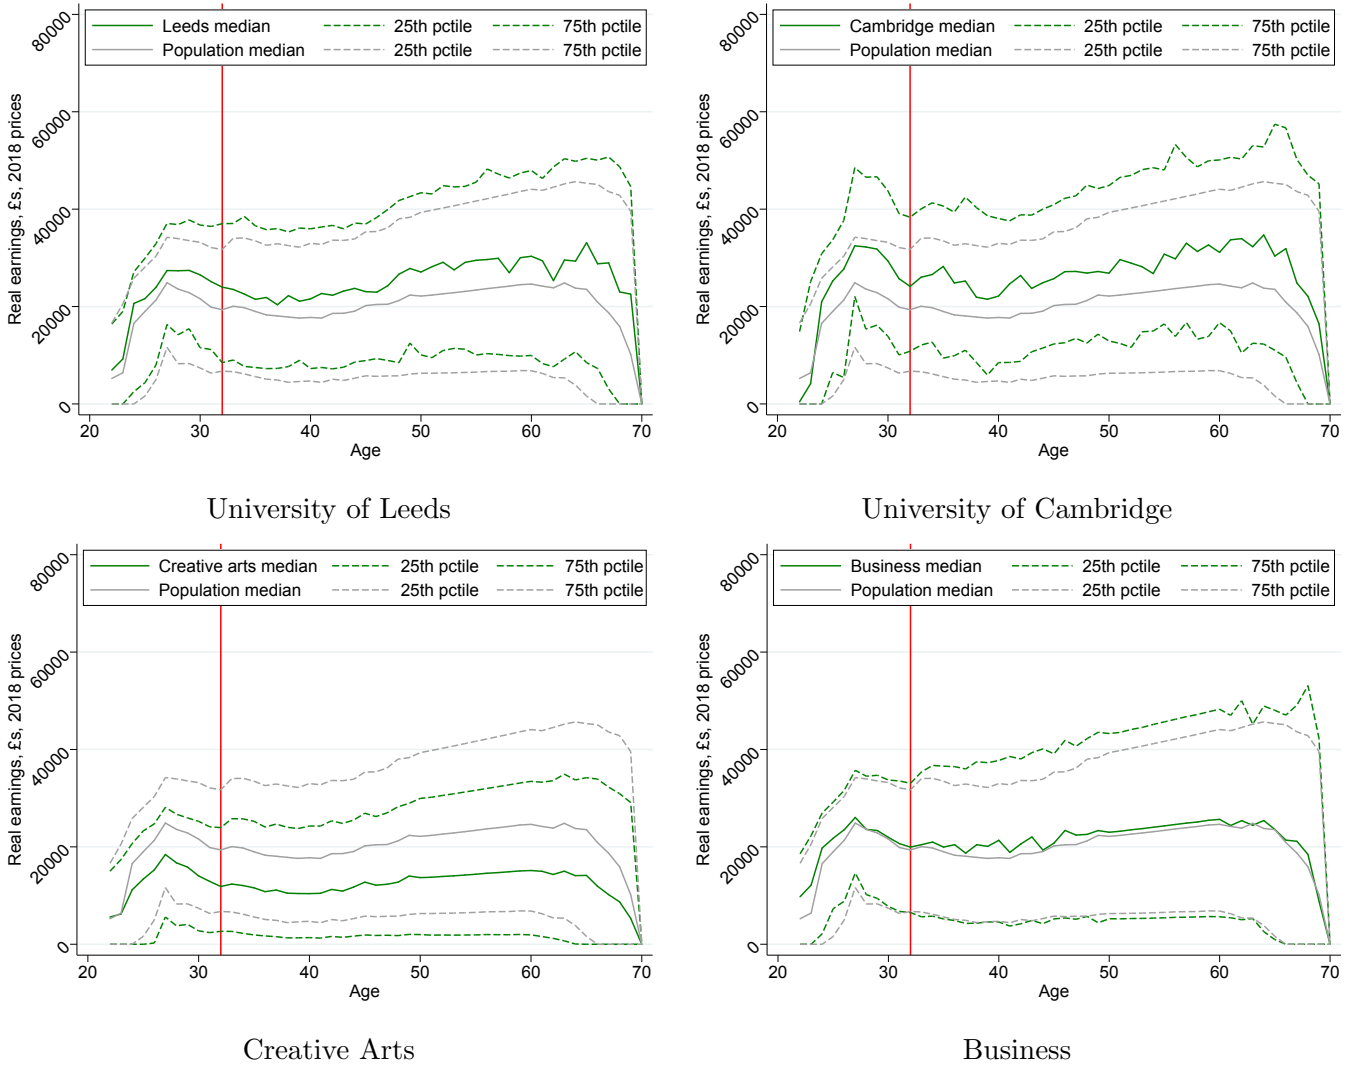 Leeds median 25th pctile 75th pctile
Population median 25th pctile 75th pctile
Real earnings, £s, 2018 prices
80000
60000
40000
20000
0
20 30 40 50 60 70
Age
University of Leeds
Cambridge median 25th pctile 75th pctile
Population median 25th pctile 75th pctile
Real earnings, £s, 2018 prices
80000
60000
40000
20000
0
20 30 40 50 60 70
Age
University of Cambridge
Creative arts median 25th pctile 75th pctile
Population median 25th pctile 75th pctile
Real earnings, £s, 2018 prices
80000
60000
40000
20000
0
20 30 40 50 60 70
Age
Creative Arts
Business median 25th pctile 75th pctile
Population median 25th pctile 75th pctile
Real earnings, £s, 2018 prices
80000
60000
40000
20000
0
20 30 40 50 60 70
Age
Business